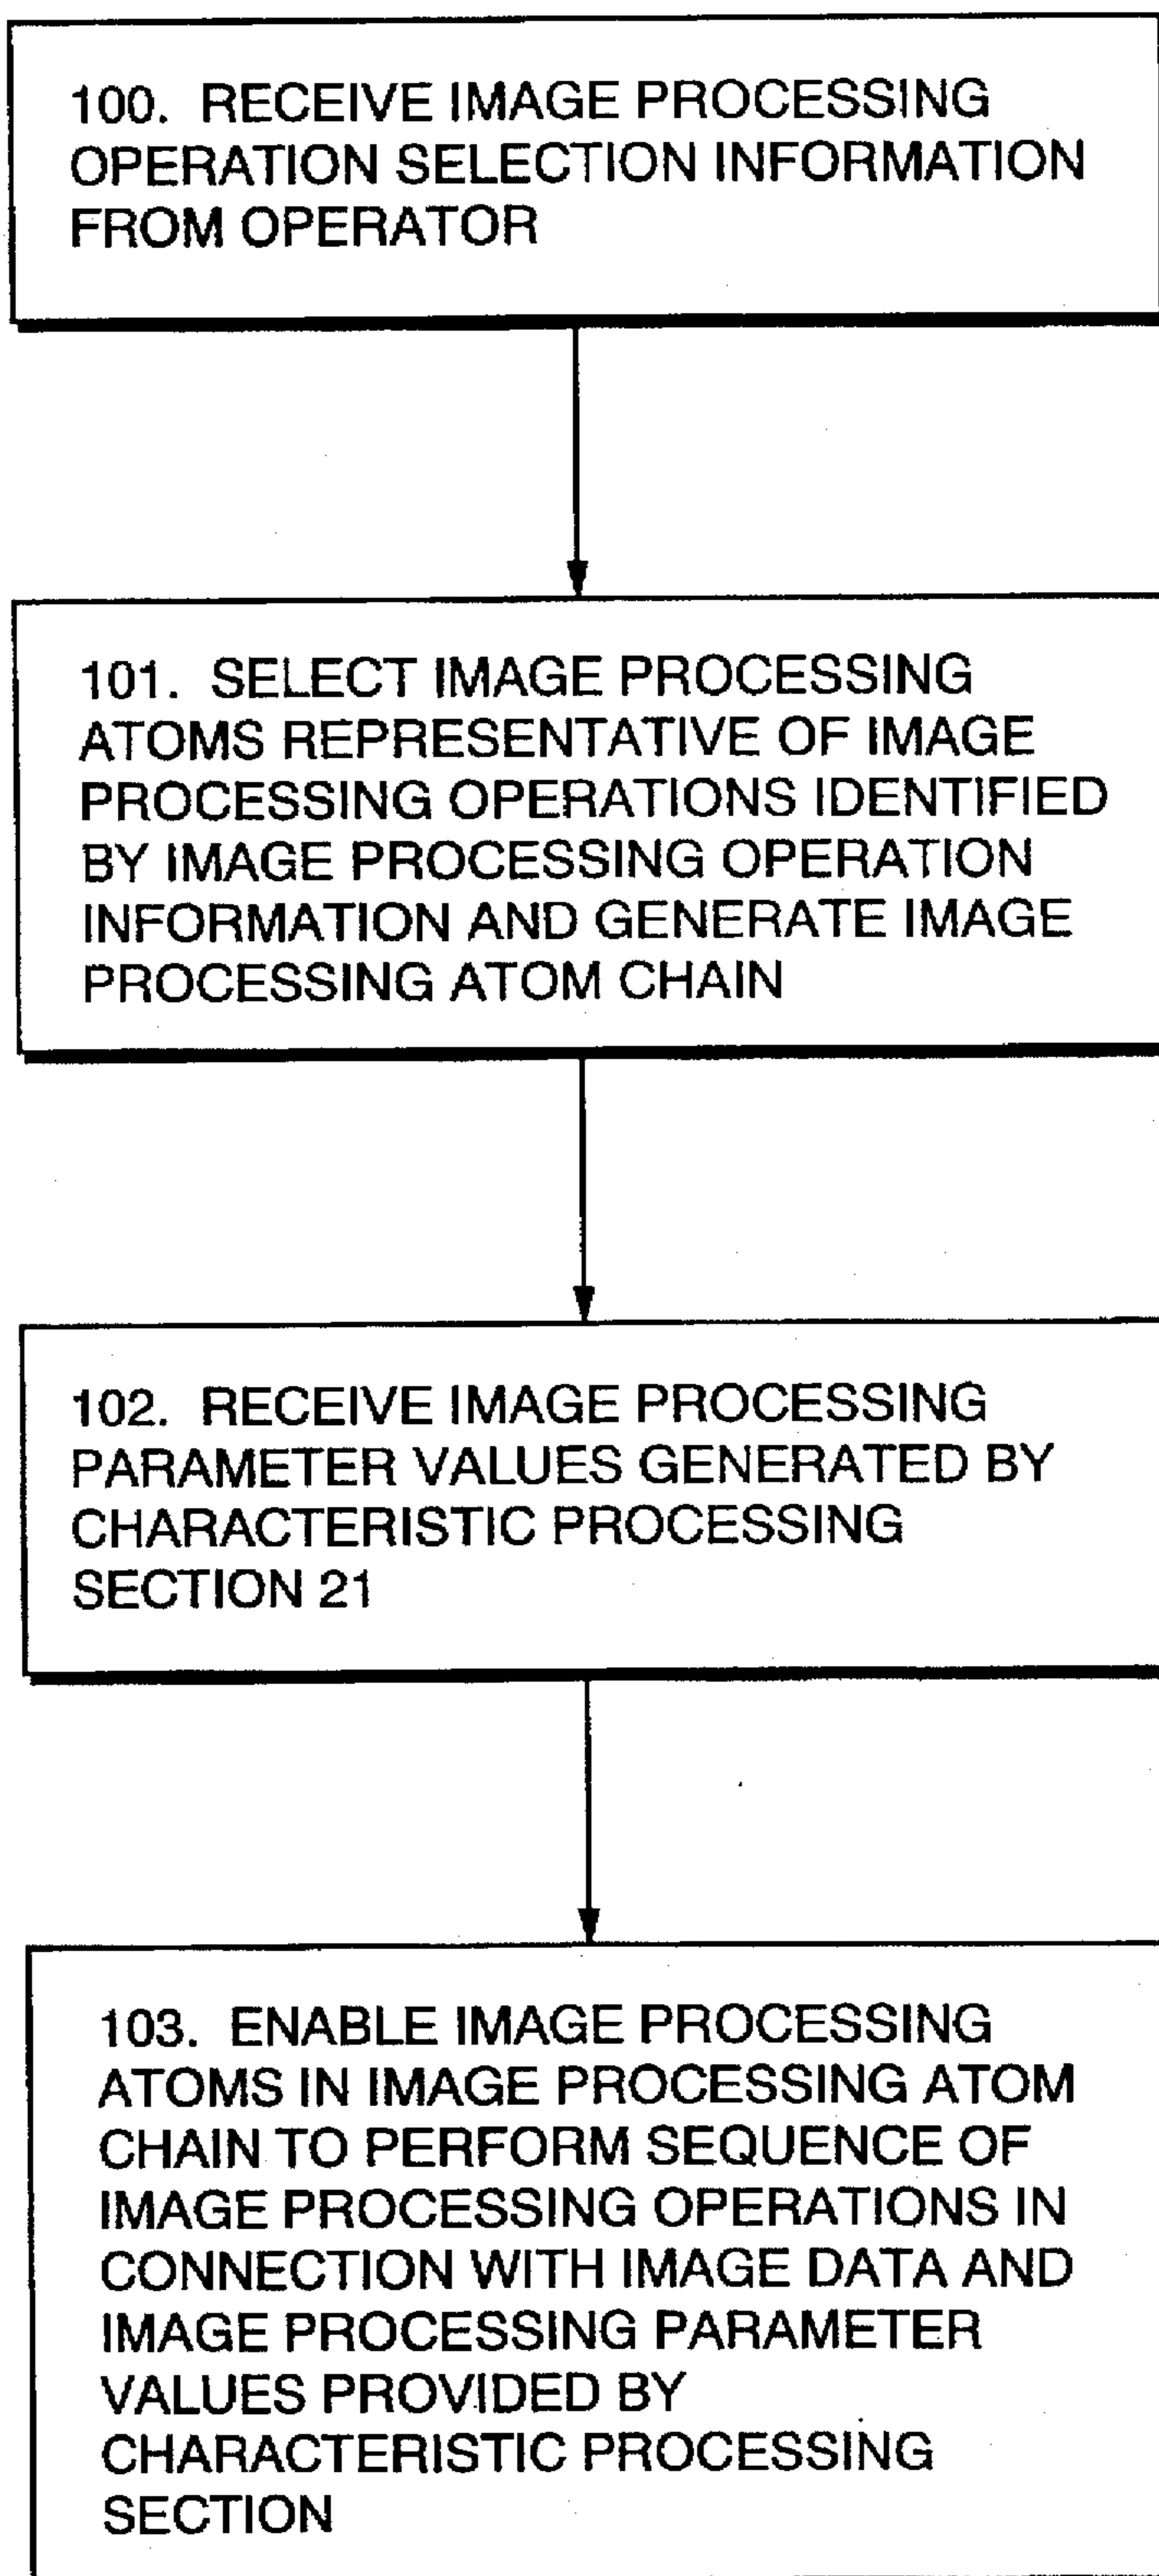 100. RECEIVE IMAGE PROCESSING
OPERATION SELECTION INFORMATION
FROM OPERATOR
101. SELECT IMAGE PROCESSING
ATOMS REPRESENTATIVE OF IMAGE
PROCESSING OPERATIONS IDENTIFIED
BY IMAGE PROCESSING OPERATION
INFORMATION AND GENERATE IMAGE
PROCESSING ATOM CHAIN
102. RECEIVE IMAGE PROCESSING
PARAMETER VALUES GENERATED BY
CHARACTERISTIC PROCESSING
SECTION 21
103. ENABLE IMAGE PROCESSING
ATOMS IN IMAGE PROCESSING ATOM
CHAIN TO PERFORM SEQUENCE OF
IMAGE PROCESSING OPERATIONS IN
CONNECTION WITH IMAGE DATA AND
IMAGE PROCESSING PARAMETER
VALUES PROVIDED BY
CHARACTERISTIC PROCESSING
SECTION